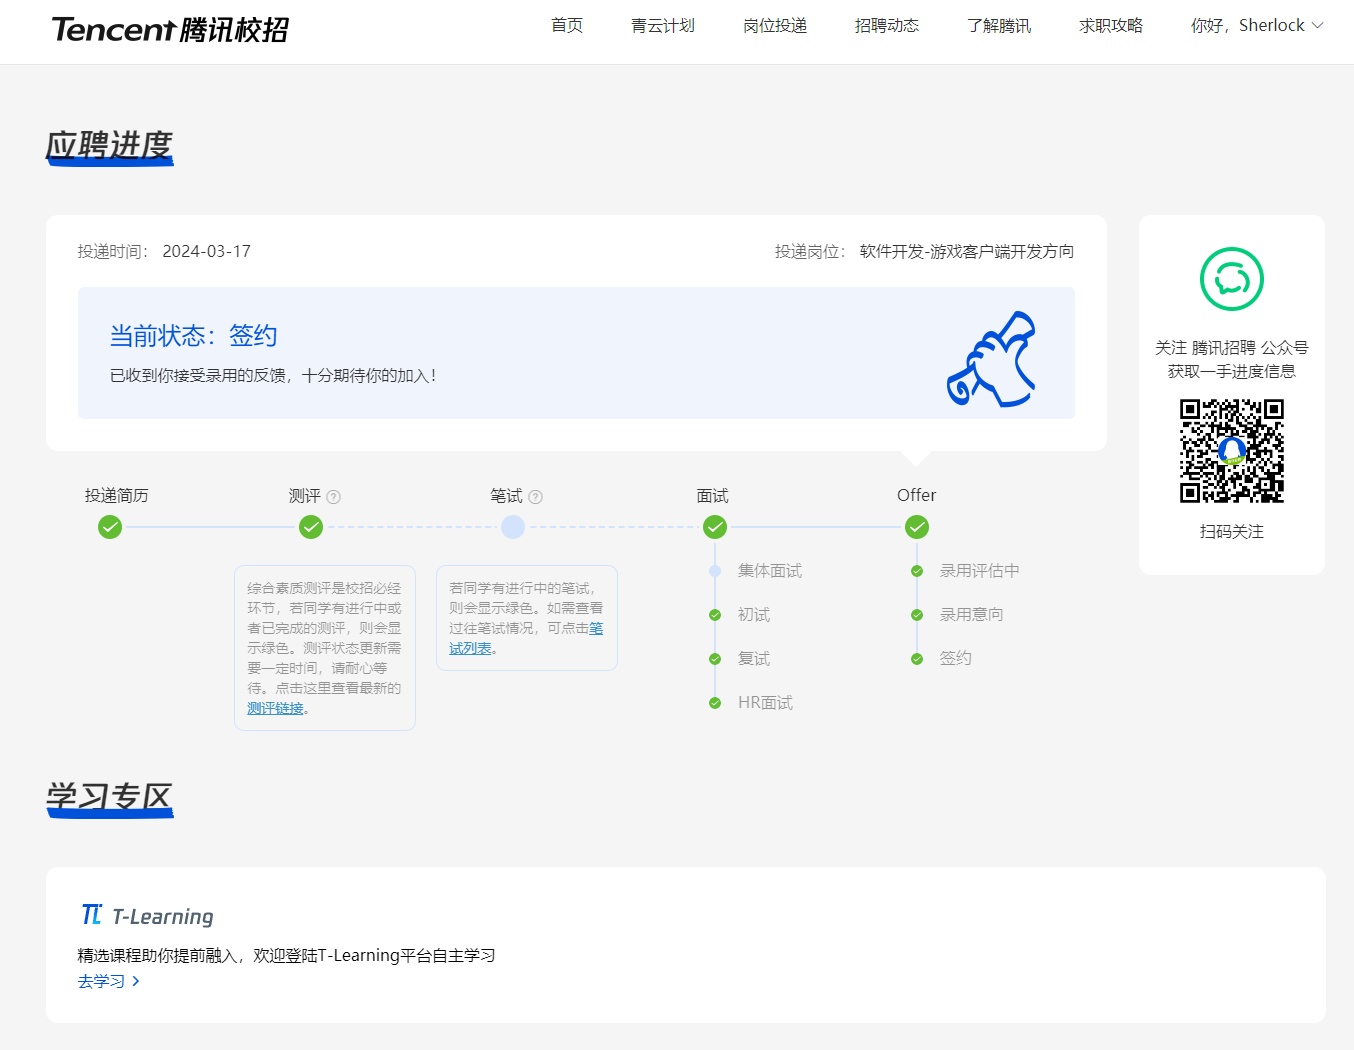 Tencent 腾讯校招
首页
青云计划
岗位投递
招聘动态
了解腾讯
求职攻略
你好，Sherlock
应聘进度
投递时间： 2024-03-17
投递岗位： 软件开发-游戏客户端开发方向
当前状态：签约
已收到你接受录用的反馈，十分期待你的加入！
关注 腾讯招聘 公众号
获取一手进度信息
扫码关注
投递简历
测评 ?
笔试 ?
面试
Offer
综合素质测评是校招必经
环节，若同学有进行中或
者已完成的测评，则会显
示绿色。测评状态更新需
要一定时间，请耐心等
待。点击这里查看最新的
测评链接。
若同学有进行中的笔试，
则会显示绿色。如需查看
过往笔试情况，可点击笔
试列表。
集体面试
初试
复试
HR面试
录用评估中
录用意向
签约
学习专区
TL T-Learning
精选课程助你提前融入，欢迎登陆T-Learning平台自主学习
去学习 >